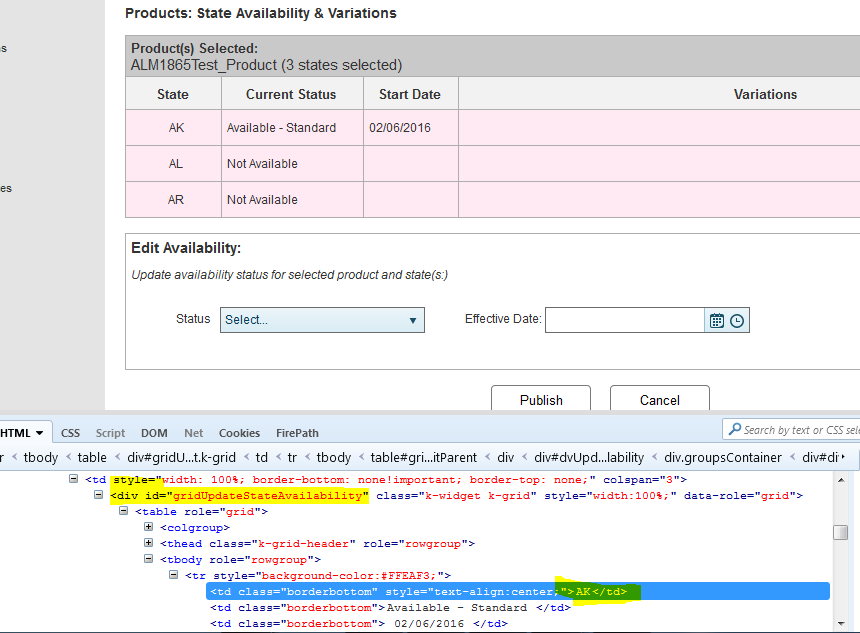 Products: State Availability & Variations
s
Product(s) Selected:
ALM1865Test_Product (3 states selected)
State Current Status Start Date Variations
AK Available - Standard 02/06/2016
AL Not Available
es
AR Not Available
Edit Availability:
Update availability status for selected product and state(s:)
Status Select... Effective Date:
Publish Cancel
HTML CSS Script DOM Net Cookies FirePath Search by text or CSS sele
r < tbody < table < div#gridU...t.k-grid < td < tr < tbody < table#gri...itParent < div < div#dvUpd...lability < div.groupsContainer < div#di
<td style="width: 100%; border-bottom: none!important; border-top: none;" colspan="3">
<div id="gridUpdateStateAvailability" class="k-widget k-grid" style="width:100%;" data-role="grid">
<table role="grid">
<colgroup>
<thead class="k-grid-header" role="rowgroup">
<tbody role="rowgroup">
<tr style="background-color:#FFEAF3;">
<td class="borderbottom" style="text-align:center;">AK</td>
<td class="borderbottom">Available - Standard </td>
<td class="borderbottom"> 02/06/2016 </td>